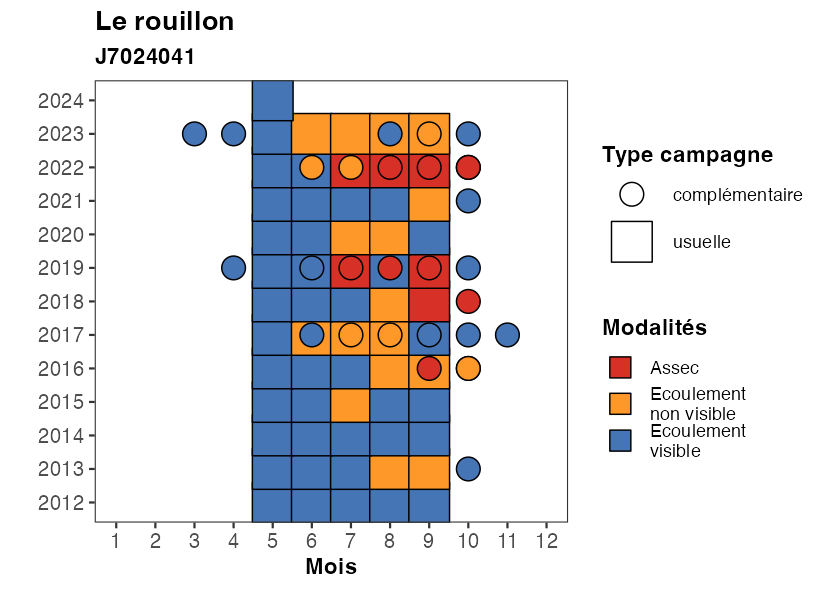 Le rouillon
J7024041
2024
2023
2022
2021
2020
2019
2018
2017
2016
2015
2014
2013
2012
1 2 3 4 5 6 7 8 9 10 11 12
Mois
Type campagne
complémentaire
usuelle
Modalités
Assec
Ecoulement
non visible
Ecoulement
visible